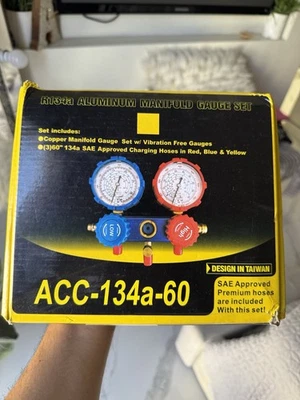 R134a ALUMINUM MANIFOLD GAUGE SET
Set includes:
●Copper Manifold Gauge Set w/ Vibration Free Gauges
●(3)60" 134a SAE Approved Charging Hoses in Red, Blue & Yellow
LOW
High
DESIGN IN TAIWAN
ACC-134a-60
SAE Approved
Premium hoses
are included
With this set!